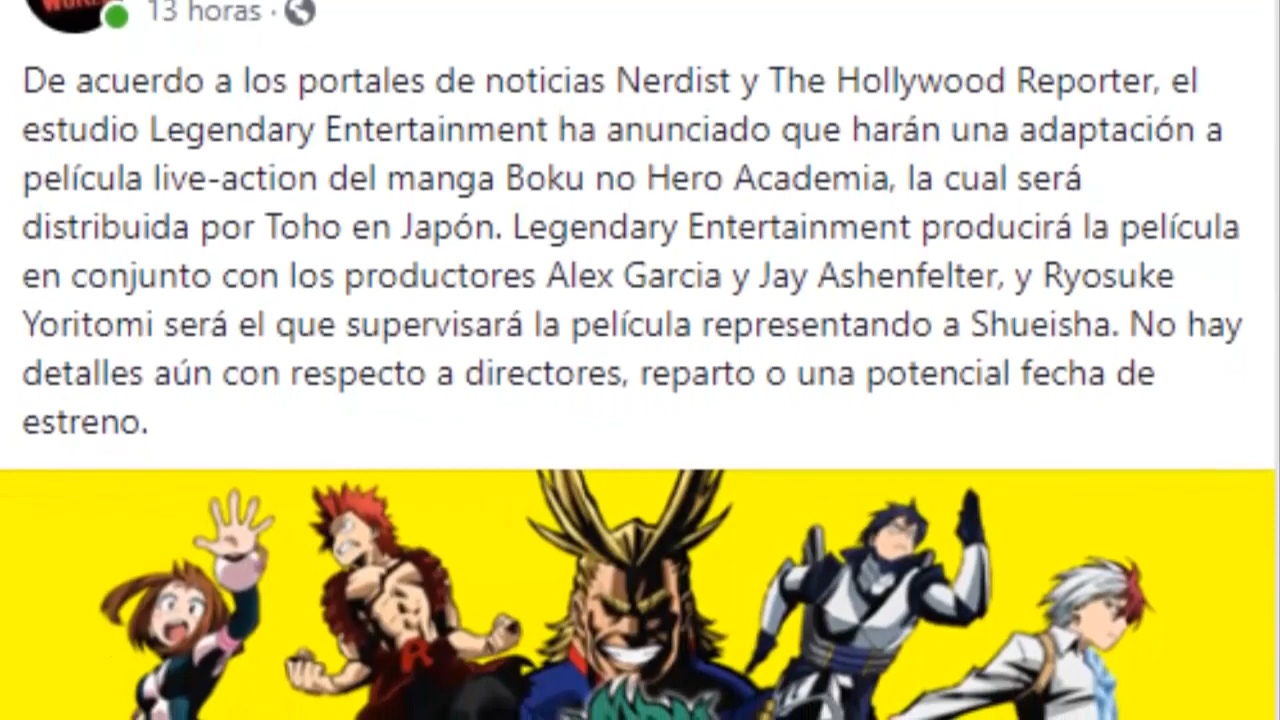 13 horas ·
De acuerdo a los portales de noticias Nerdist y The Hollywood Reporter, el
estudio Legendary Entertainment ha anunciado que harán una adaptación a
película live-action del manga Boku no Hero Academia, la cual será
distribuida por Toho en Japón. Legendary Entertainment producirá la película
en conjunto con los productores Alex Garcia y Jay Ashenfelter, y Ryosuke
Yoritomi será el que supervisará la película representando a Shueisha. No hay
detalles aún con respecto a directores, reparto o una potencial fecha de
estreno.
R